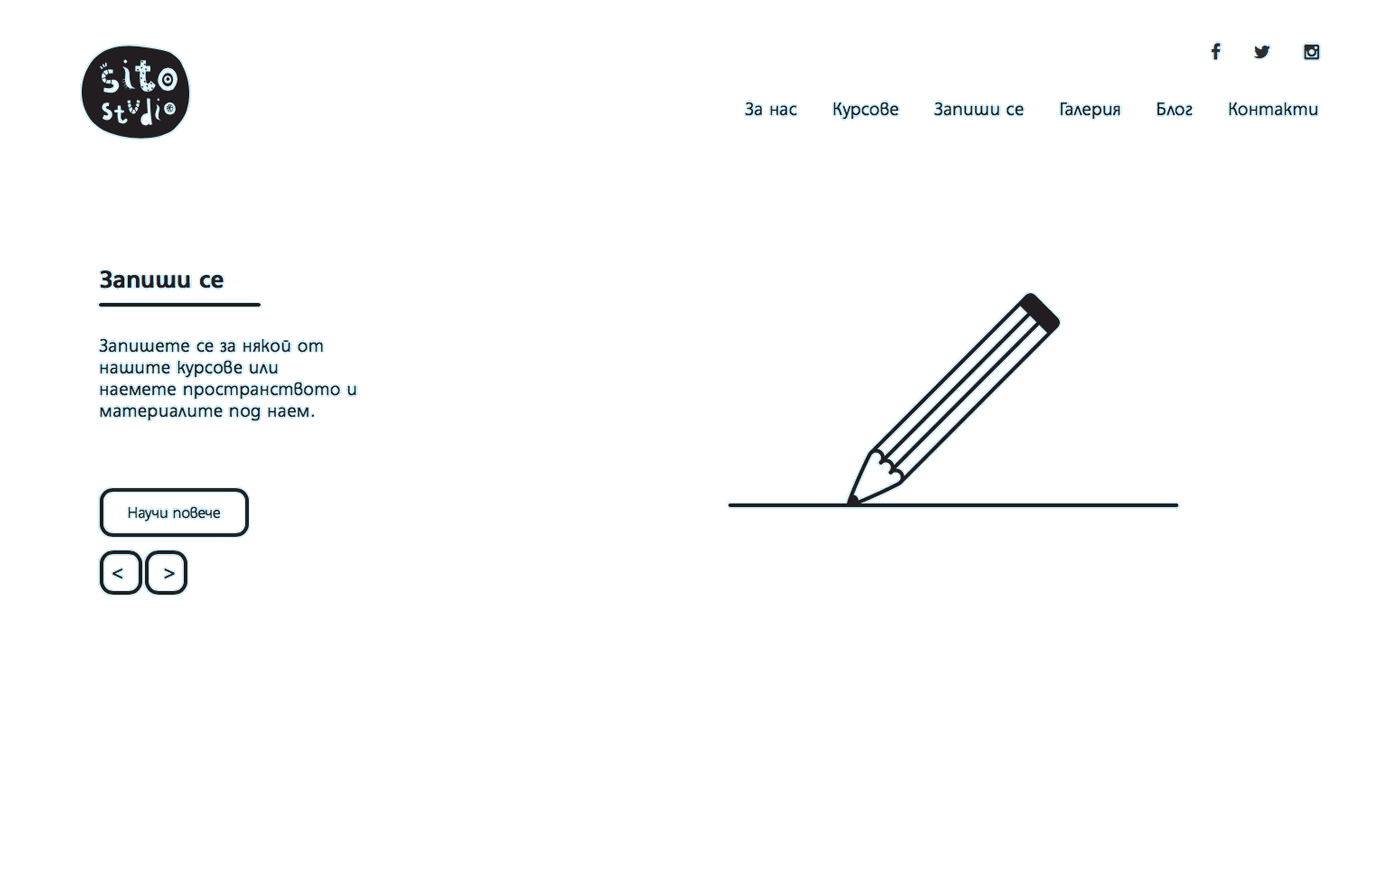 sito
studio
За нас Курсове Запиши се Галерия Блог Контакти
Запиши се
Запишете се за някой от
нашите курсове или
наемете пространството и
материалите под наем.
Научи повече
< >